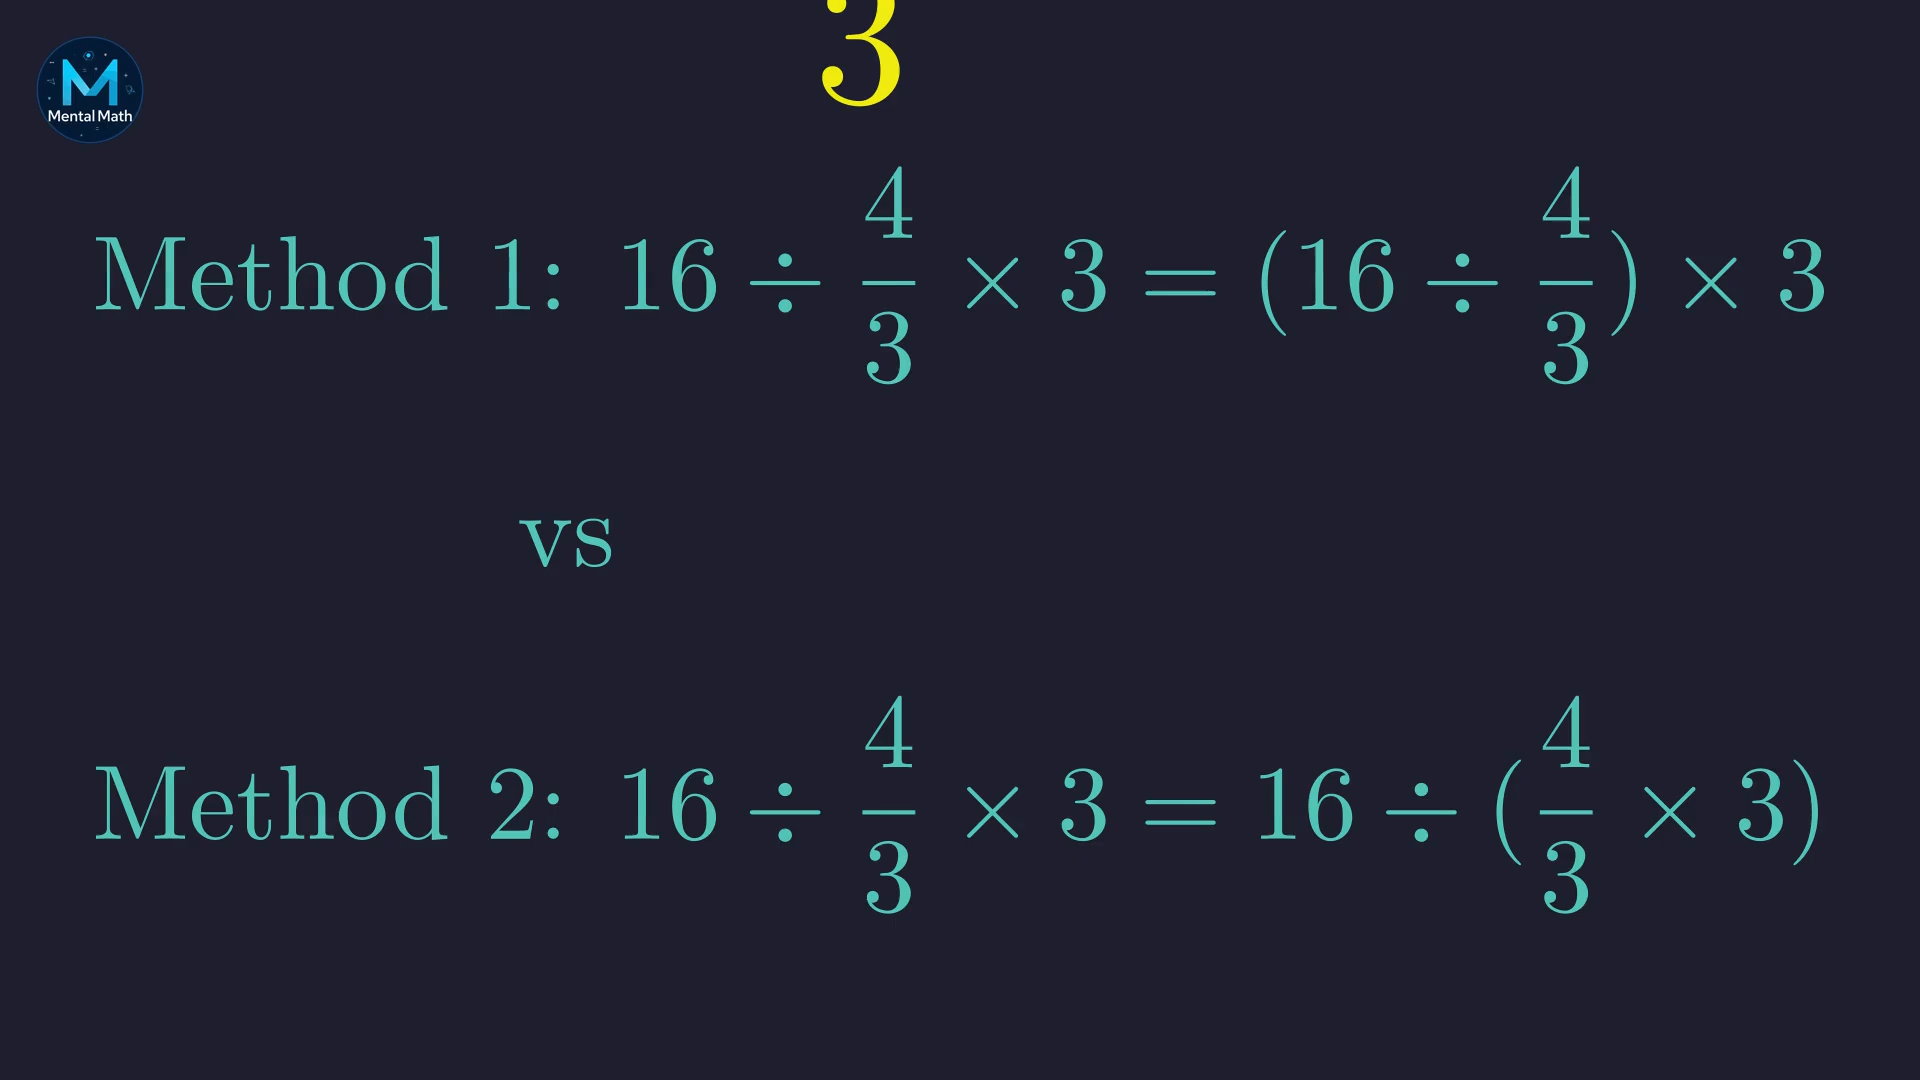 3
M
Mental Math
Method 1: 16 ÷ 4/3 × 3 = (16 ÷ 4/3) × 3
vs
Method 2: 16 ÷ 4/3 × 3 = 16 ÷ (4/3 × 3)